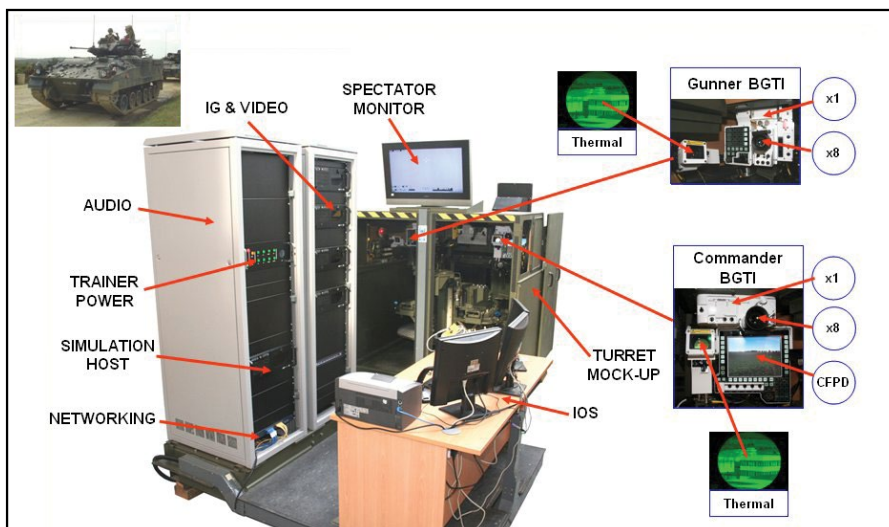 IG & VIDEO
SPECTATOR
MONITOR
Gunner BGTI
x1
x8
Thermal
AUDIO
TRAINER
POWER
SIMULATION
HOST
NETWORKING
TURRET
MOCK-UP
IOS
Commander
BGTI
x1
x8
CFPD
Thermal